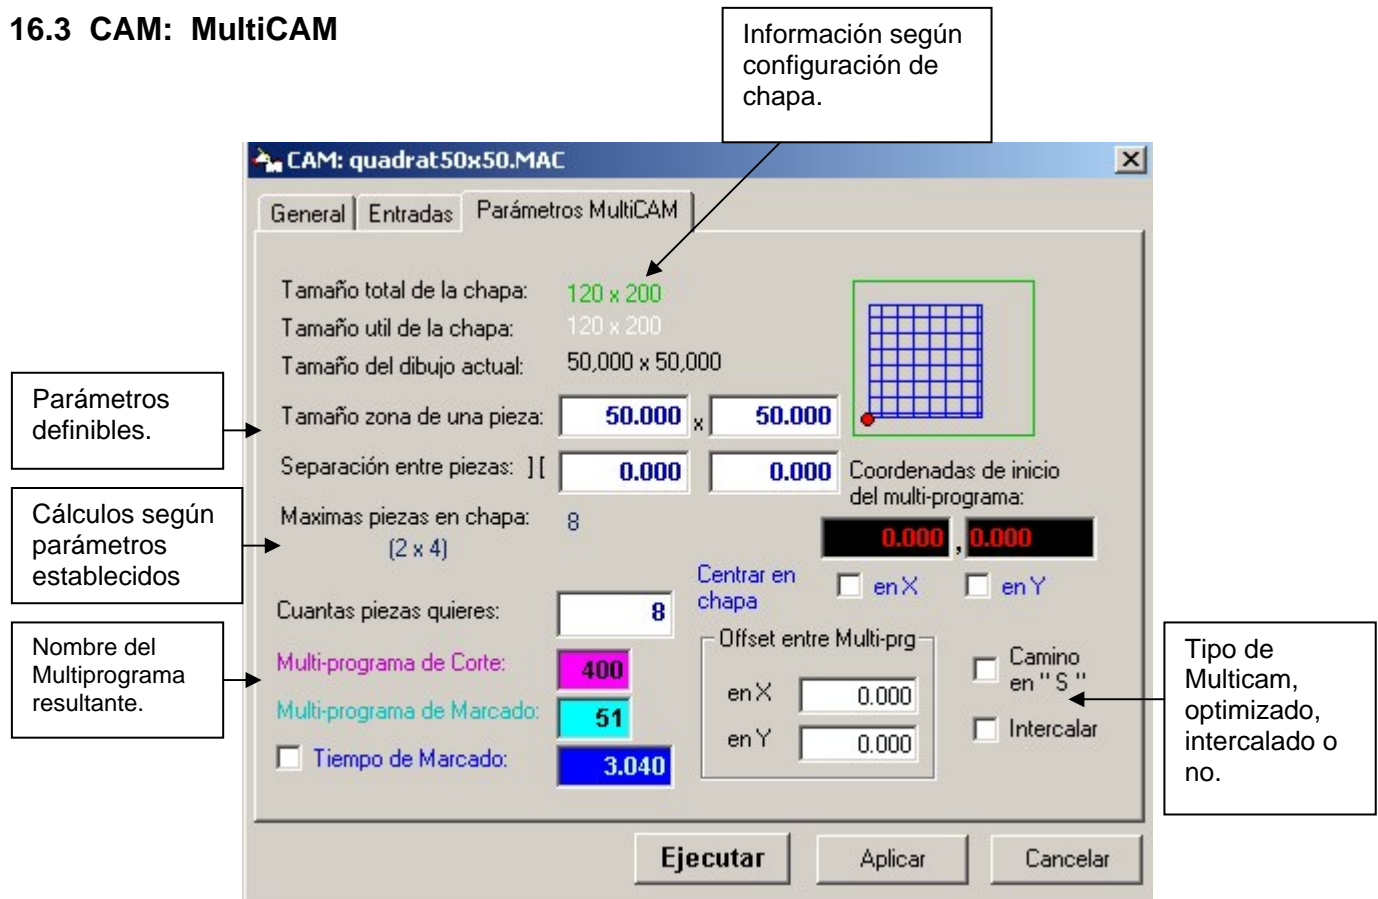 16.3 CAM: MultiCAM
Información según
configuración de
chapa.
CAM: quadrat50x50.MAC
General
Entradas
Parámetros MultiCAM
Tamaño total de la chapa:
120 x 200
Tamaño util de la chapa:
120 x 200
Tamaño del dibujo actual:
50,000 x 50,000
Parámetros
definibles.
Tamaño zona de una pieza:
50.000 x 50.000
Separación entre piezas: ][
0.000
0.000
Coordenadas de inicio
del multi-programa:
0.000 , 0.000
Cálculos según
parámetros
establecidos
Maximas piezas en chapa:
8
(2 x 4)
Centrar en
chapa
en X
en Y
Cuantas piezas quieres:
8
Nombre del
Multiprograma
resultante.
Multi-programa de Corte:
400
Multi-programa de Marcado:
51
Tiempo de Marcado:
3.040
Offset entre Multi-prg
en X
0.000
en Y
0.000
Camino
en " S "
Intercalar
Tipo de
Multicam,
optimizado,
intercalado o
no.
Ejecutar
Aplicar
Cancelar